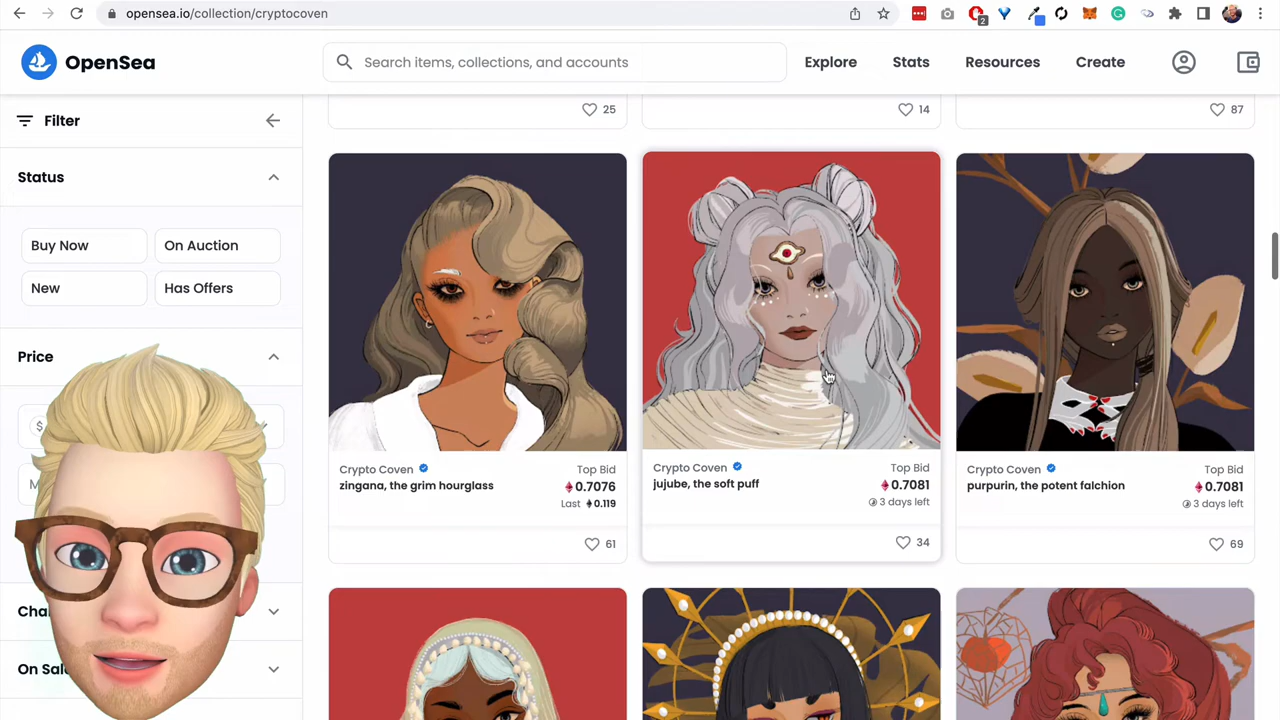 opensea.io/collection/cryptocoven
2
OpenSea
Search items, collections, and accounts
Explore
Stats
Resources
Create
Filter
Status
Buy Now
On Auction
New
Has Offers
Price
$
On Sal
25
14
87
Crypto Coven
Top Bid
zingana, the grim hourglass
0.7076
Last 0.119
61
Crypto Coven
Top Bid
jujube, the soft puff
0.7081
3 days left
34
Crypto Coven
Top Bid
purpurin, the potent falchion
0.7081
3 days left
69